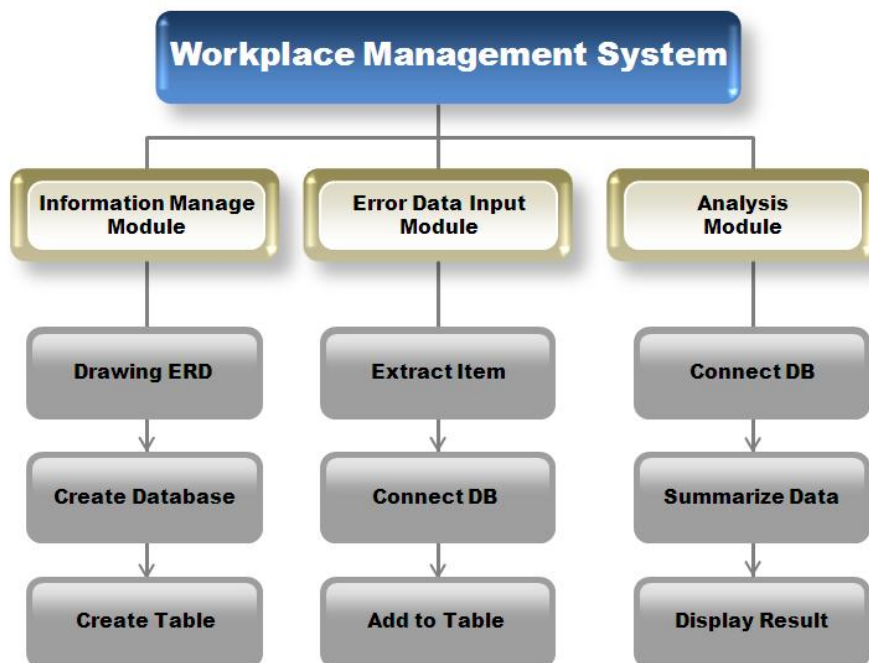 Workplace Management System
Information Manage
Module
Error Data Input
Module
Analysis
Module
Drawing ERD
Extract Item
Connect DB
Create Database
Connect DB
Summarize Data
Create Table
Add to Table
Display Result